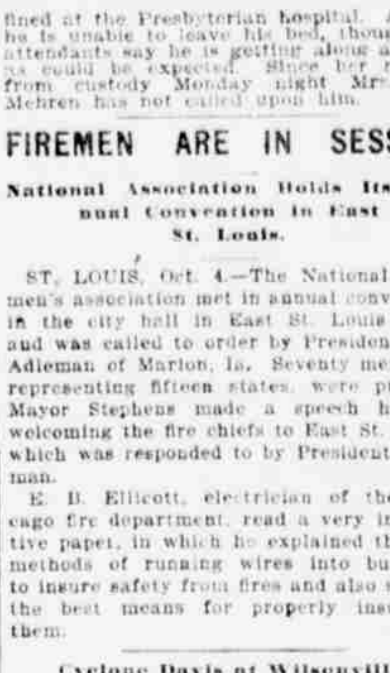 fined at the Presbyterian hospital.
he is unable to leave his bed, thou
attendants say he is getting along
as could be expected. Since her
from custody Monday night Mrs.
Mehren has not called upon him.
FIREMEN ARE IN SESS
National Association Holds Its
nual Convention in East
St. Louis.
ST. LOUIS, Oct. 4.—The National
men's association met in annual conv
in the city hall in East St. Louis
and was called to order by Presiden
Adleman of Marion, Ia. Seventy me
representing fifteen states, were p
Mayor Stephens made a speech h
welcoming the fire chiefs to East St.
which was responded to by President
man.
E. B. Ellicott, electrician of the
cago fire department, read a very in
tive paper, in which he explained th
methods of running wires into bu
to insure safety from fires and also
the best means for properly ins
them.
Cyclone Davis at Wilsonvill